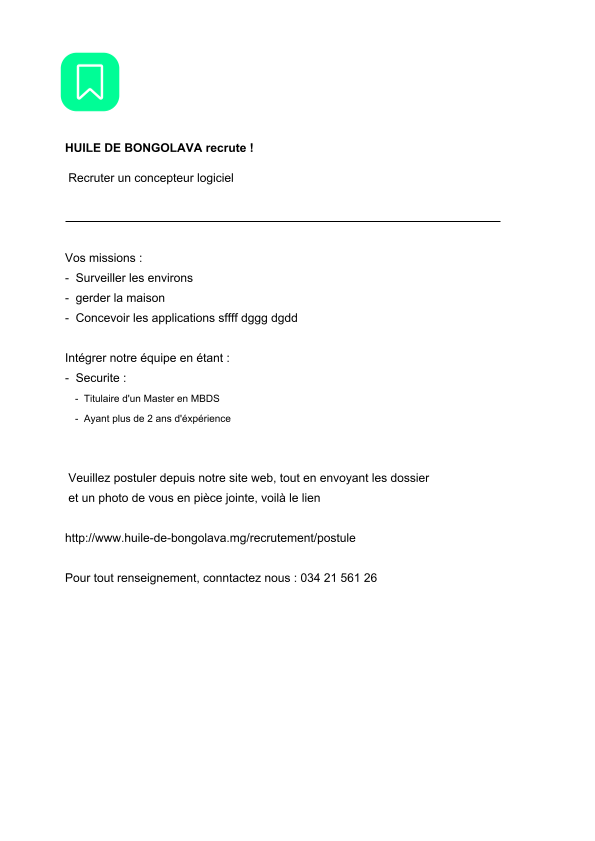 HUILE DE BONGOLAVA recrute !
Recruter un concepteur logiciel
Vos missions :
- Surveiller les environs
- gerder la maison
- Concevoir les applications sffff dggg dgdd
Intégrer notre équipe en étant :
- Securite :
- Titulaire d'un Master en MBDS
- Ayant plus de 2 ans d'éxpérience
Veuillez postuler depuis notre site web, tout en envoyant les dossier
et un photo de vous en pièce jointe, voilà le lien
http://www.huile-de-bongolava.mg/recrutement/postule
Pour tout renseignement, conntactez nous : 034 21 561 26